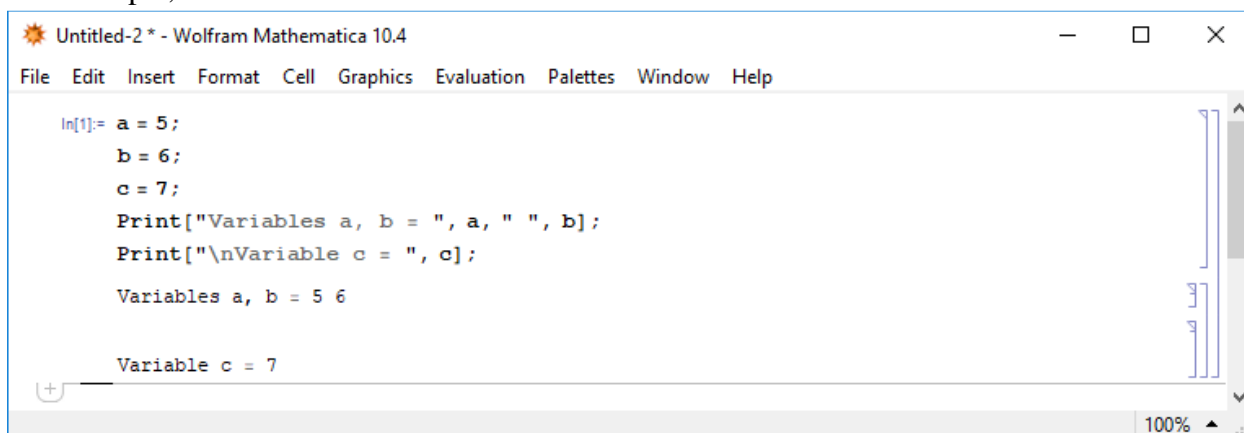 Untitled-2 * - Wolfram Mathematica 10.4
File Edit Insert Format Cell Graphics Evaluation Palettes Window Help
In[1]:= a = 5;
b = 6;
c = 7;
Print["Variables a, b = ", a, " ", b];
Print["\nVariable c = ", c];
Variables a, b = 5 6
Variable c = 7
100%